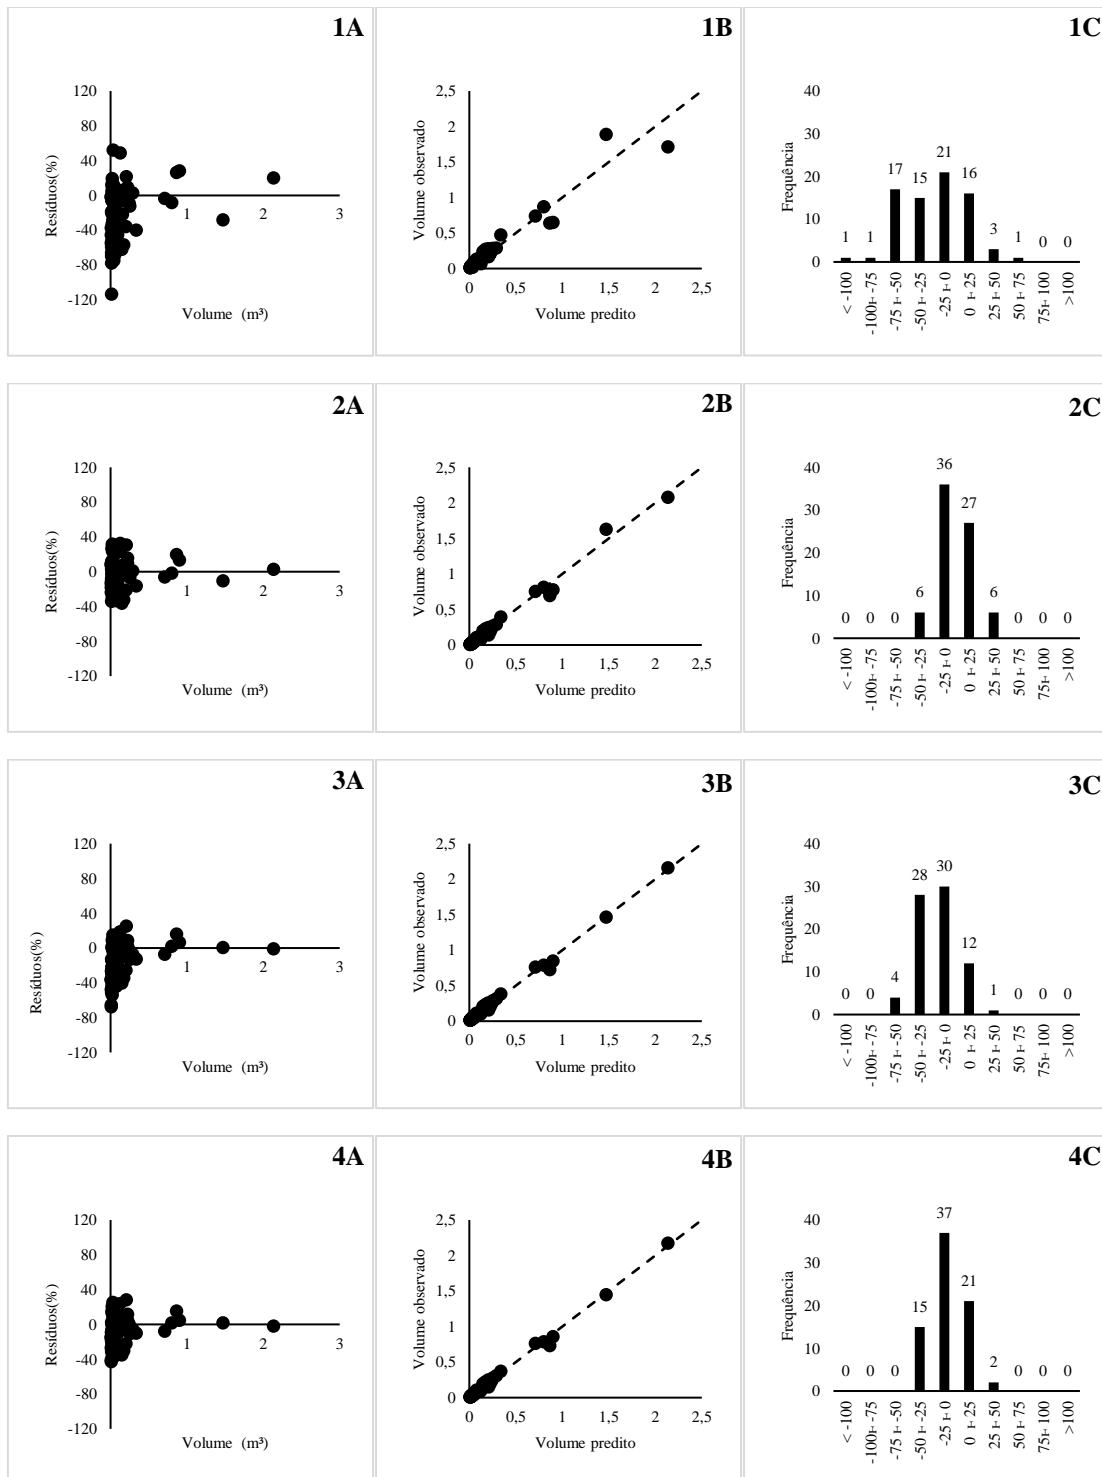 1A
120
80
40
0
-40
-80
-120
1
2
3
Resíduos(%)
Volume (m³)
1B
2,5
2
1,5
1
0,5
0
0
0,5
1
1,5
2
2,5
Volume observado
Volume predito
1C
40
30
20
10
0
Frequência
1
1
17
15
21
16
3
1
0
0
< -100
-100ı- -75
-75 ı- -50
-50 ı- -25
-25 ı- 0
0 ı- 25
25 ı- 50
50 ı- 75
75ı- 100
>100
2A
120
80
40
0
-40
-80
-120
1
2
3
Resíduos(%)
Volume (m³)
2B
2,5
2
1,5
1
0,5
0
0
0,5
1
1,5
2
2,5
Volume observado
Volume predito
2C
40
30
20
10
0
Frequência
0
0
0
6
36
27
6
0
0
0
< -100
-100ı- -75
-75 ı- -50
-50 ı- -25
-25 ı- 0
0 ı- 25
25 ı- 50
50 ı- 75
75ı- 100
>100
3A
120
80
40
0
-40
-80
-120
1
2
3
Resíduos(%)
Volume (m³)
3B
2,5
2
1,5
1
0,5
0
0
0,5
1
1,5
2
2,5
Volume observado
Volume predito
3C
40
30
20
10
0
Frequência
0
0
4
28
30
12
1
0
0
0
< -100
-100ı- -75
-75 ı- -50
-50 ı- -25
-25 ı- 0
0 ı- 25
25 ı- 50
50 ı- 75
75ı- 100
>100
4A
120
80
40
0
-40
-80
-120
1
2
3
Resíduos(%)
Volume (m³)
4B
2,5
2
1,5
1
0,5
0
0
0,5
1
1,5
2
2,5
Volume observado
Volume predito
4C
40
30
20
10
0
Frequência
0
0
0
15
37
21
2
0
0
0
< -100
-100ı- -75
-75 ı- -50
-50 ı- -25
-25 ı- 0
0 ı- 25
25 ı- 50
50 ı- 75
75ı- 100
>100